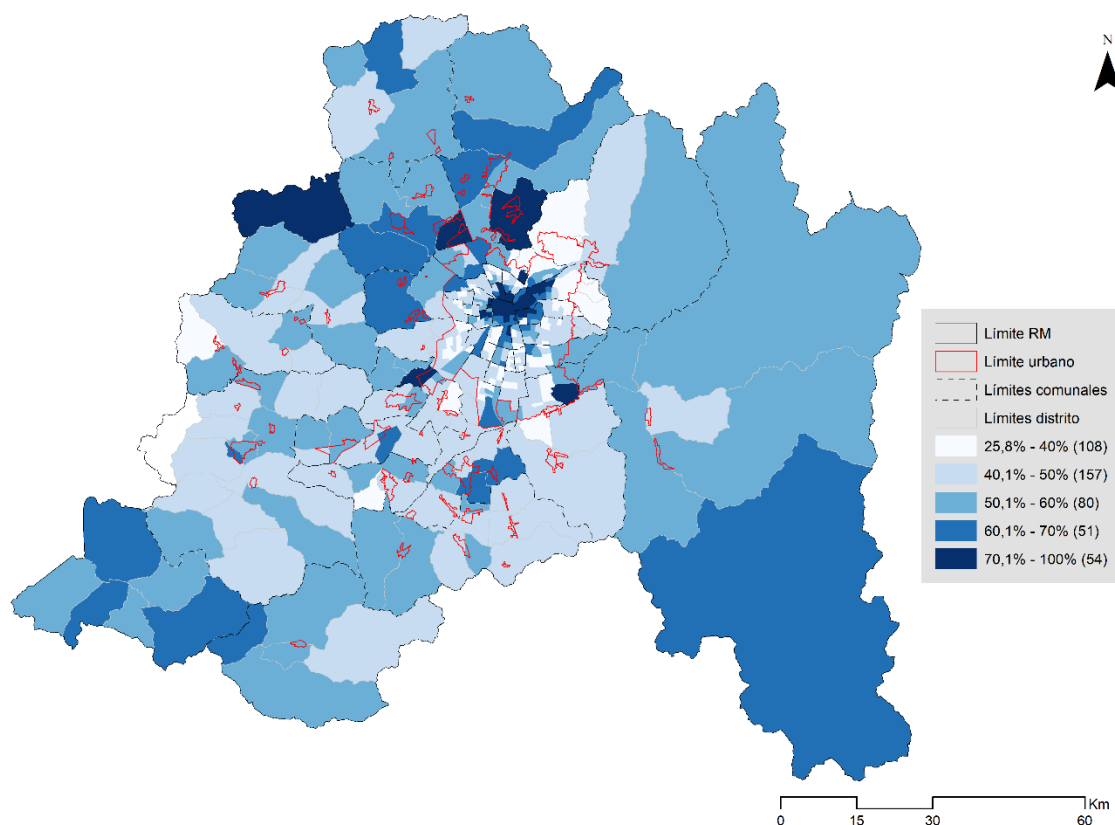 N
Límite RM
Límite urbano
Límites comunales
Límites distrito
25,8% - 40% (108)
40,1% - 50% (157)
50,1% - 60% (80)
60,1% - 70% (51)
70,1% - 100% (54)
Km
0 15 30 60